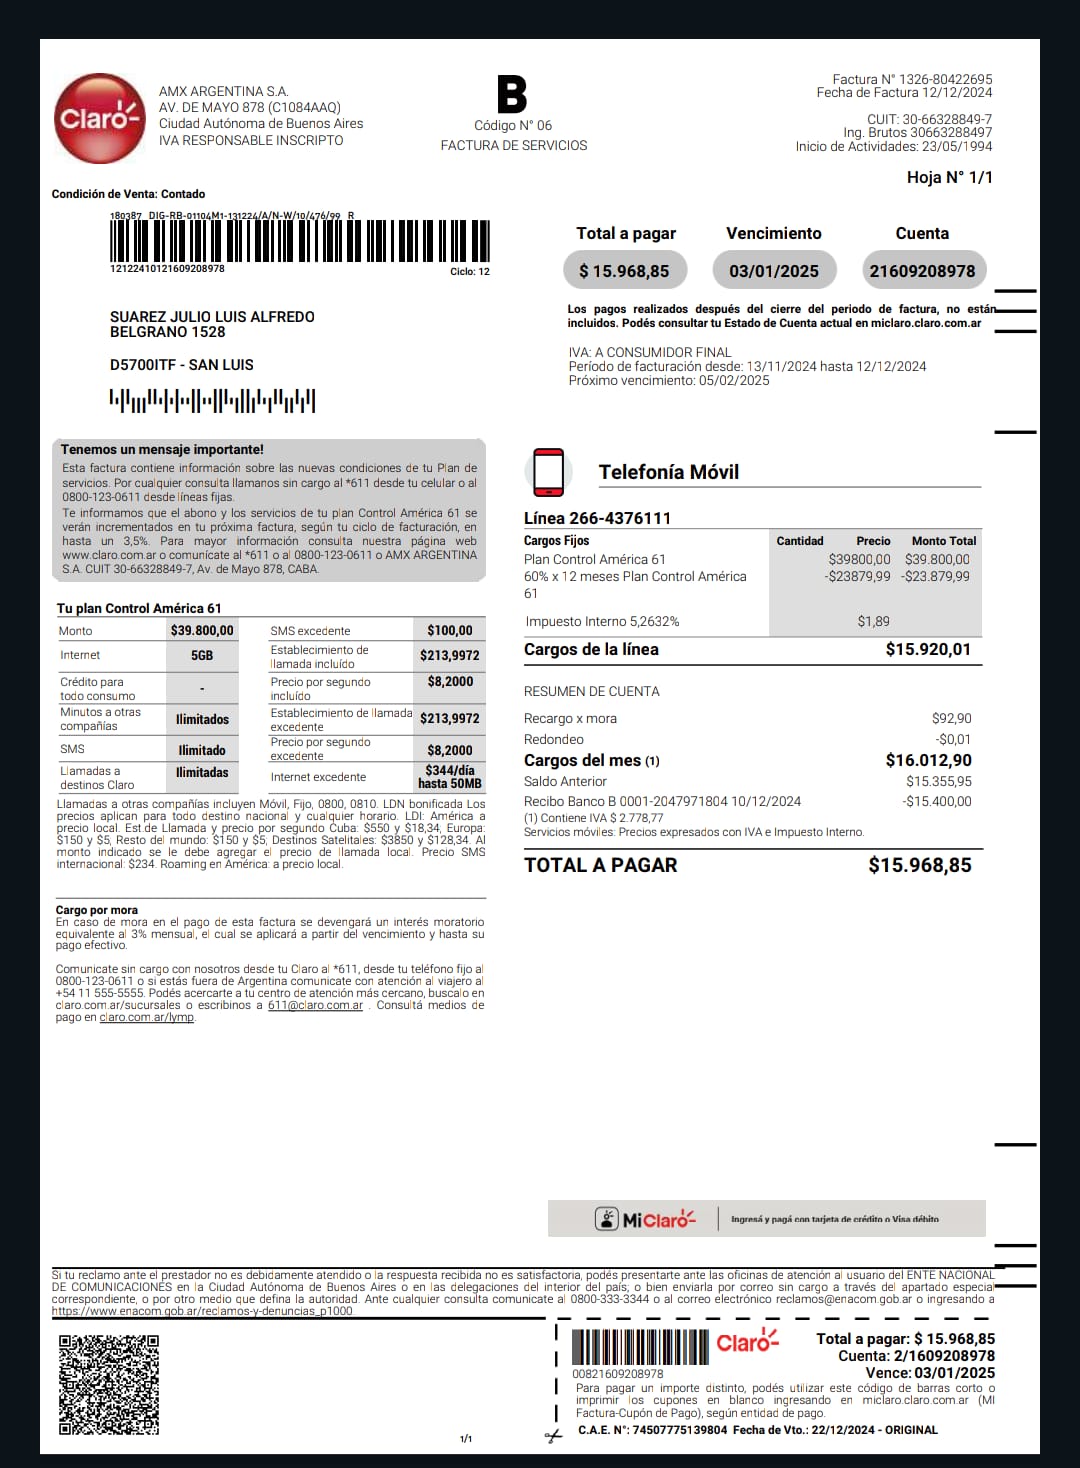 Claro
AMX ARGENTINA S.A.
AV. DE MAYO 878 (C1084AAQ)
Ciudad Autónoma de Buenos Aires
IVA RESPONSABLE INSCRIPTO
B
Código N° 06
FACTURA DE SERVICIOS
Factura N° 1326-80422695
Fecha de Factura 12/12/2024
CUIT: 30-66328849-7
Ing. Brutos 30663288497
Inicio de Actividades: 23/05/1994
Hoja N° 1/1
Condición de Venta: Contado
180387 DIG-RB-01104M1-131224/A/N-W/10/476/99 R
12122410121609208978
Ciclo: 12
Total a pagar Vencimiento Cuenta
$ 15.968,85 03/01/2025 21609208978
Los pagos realizados después del cierre del periodo de factura, no están
incluidos. Podés consultar tu Estado de Cuenta actual en miclaro.claro.com.ar
SUAREZ JULIO LUIS ALFREDO
BELGRANO 1528
D5700ITF - SAN LUIS
IVA: A CONSUMIDOR FINAL
Período de facturación desde: 13/11/2024 hasta 12/12/2024
Próximo vencimiento: 05/02/2025
Tenemos un mensaje importante!
Esta factura contiene información sobre las nuevas condiciones de tu Plan de
servicios. Por cualquier consulta llamanos sin cargo al *611 desde tu celular o al
0800-123-0611 desde líneas fijas.
Te informamos que el abono y los servicios de tu plan Control América 61 se
verán incrementados en tu próxima factura, según tu ciclo de facturación, en
hasta un 3,5%. Para mayor información consulta nuestra página web
www.claro.com.ar o comunícate al *611 o al 0800-123-0611 o AMX ARGENTINA
S.A. CUIT 30-66328849-7, Av. de Mayo 878, CABA.
Tu plan Control América 61
Monto $39.800,00 SMS excedente $100,00
Internet 5GB Establecimiento de llamada incluído $213,9972
Crédito para todo consumo - Precio por segundo incluído $8,2000
Minutos a otras compañías Ilimitados Establecimiento de llamada excedente $213,9972
SMS Ilimitado Precio por segundo excedente $8,2000
Llamadas a destinos Claro Ilimitadas Internet excedente $344/día hasta 50MB
Llamadas a otras compañías incluyen Móvil, Fijo, 0800, 0810. LDN bonificada Los
precios aplican para todo destino nacional y cualquier horario. LDI: América a
precio local. Est.de Llamada y precio por segundo Cuba: $550 y $18,34; Europa:
$150 y $5; Resto del mundo: $150 y $5; Destinos Satelitales: $3850 y $128,34. Al
monto indicado se le debe agregar el precio de llamada local. Precio SMS
internacional: $234. Roaming en América: a precio local.
Cargo por mora
En caso de mora en el pago de esta factura se devengará un interés moratorio
equivalente al 3% mensual, el cual se aplicará a partir del vencimiento y hasta su
pago efectivo.
Comunicate sin cargo con nosotros desde tu Claro al *611, desde tu teléfono fijo al
0800-123-0611 o si estás fuera de Argentina comunicate con atención al viajero al
+54 11 555-5555. Podés acercarte a tu centro de atención más cercano, buscalo en
claro.com.ar/sucursales o escribinos a 611@claro.com.ar . Consultá medios de
pago en claro.com.ar/lymp.
Telefonía Móvil
Línea 266-4376111
Cargos Fijos Cantidad Precio Monto Total
Plan Control América 61 $39800,00 $39.800,00
60% x 12 meses Plan Control América -$23879,99 -$23.879,99
61
Impuesto Interno 5,2632% $1,89
Cargos de la línea $15.920,01
RESUMEN DE CUENTA
Recargo x mora $92,90
Redondeo -$0,01
Cargos del mes (1) $16.012,90
Saldo Anterior $15.355,95
Recibo Banco B 0001-2047971804 10/12/2024 -$15.400,00
(1) Contiene IVA $ 2.778,77
Servicios móviles: Precios expresados con IVA e Impuesto Interno.
TOTAL A PAGAR $15.968,85
MiClaro Ingresá y pagá con tarjeta de crédito o Visa débito
Si tu reclamo ante el prestador no es debidamente atendido o la respuesta recibida no es satisfactoria, podés presentarte ante las oficinas de atención al usuario del ENTE NACIONAL
DE COMUNICACIONES en la Ciudad Autónoma de Buenos Aires o en las delegaciones del interior del país; o bien enviarla por correo sin cargo a través del apartado especial
correspondiente, o por otro medio que defina la autoridad. Ante cualquier consulta comunicate al 0800-333-3344 o al correo electrónico reclamos@enacom.gob.ar o ingresando a
https://www.enacom.gob.ar/reclamos-y-denuncias_p1000
1/1
Claro
00821609208978
Total a pagar: $ 15.968,85
Cuenta: 2/1609208978
Vence: 03/01/2025
Para pagar un importe distinto, podés utilizar este código de barras corto o
imprimir los cupones en blanco ingresando en miclaro.claro.com.ar (MI
Factura-Cupón de Pago), según entidad de pago.
C.A.E. N°: 74507775139804 Fecha de Vto.: 22/12/2024 - ORIGINAL